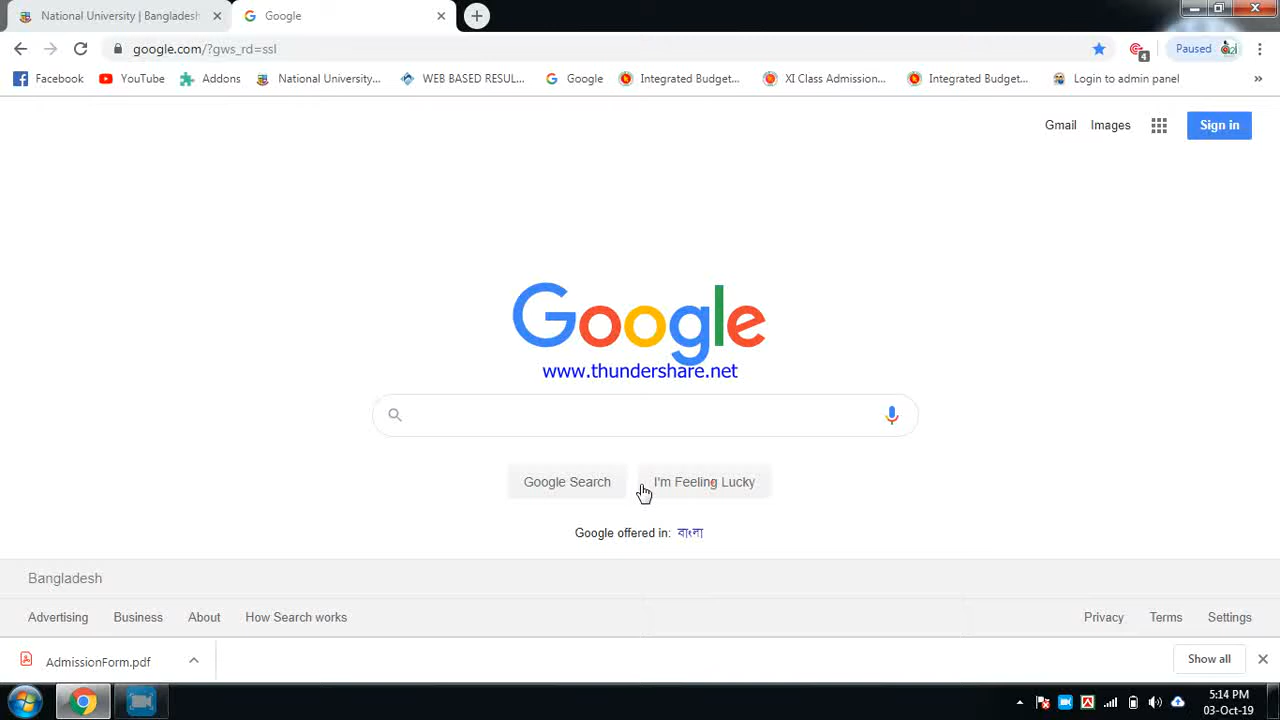 National University | Bangladesh
Google
google.com/?gws_rd=ssl
4
Paused
Facebook
YouTube
Addons
National University...
WEB BASED RESUL...
Google
Integrated Budget...
XI Class Admission...
Integrated Budget...
Login to admin panel
»
Gmail
Images
Sign in
Google
www.thundershare.net
Google Search
I'm Feeling Lucky
Google offered in: বাংলা
Bangladesh
Advertising
Business
About
How Search works
Privacy
Terms
Settings
AdmissionForm.pdf
Show all
5:14 PM
03-Oct-19